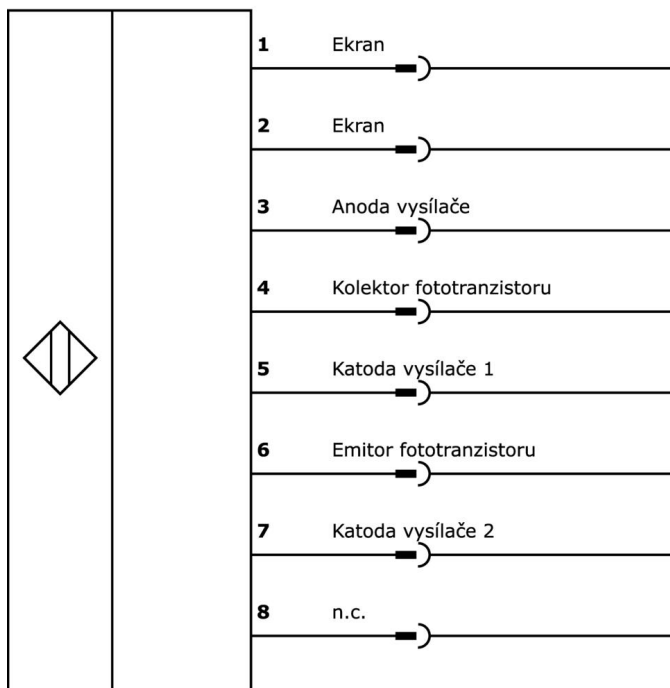 1 Ekran
2 Ekran
3 Anoda vysílače
4 Kolektor fototranzistoru
5 Katoda vysílače 1
6 Emitor fototranzistoru
7 Katoda vysílače 2
8 n.c.